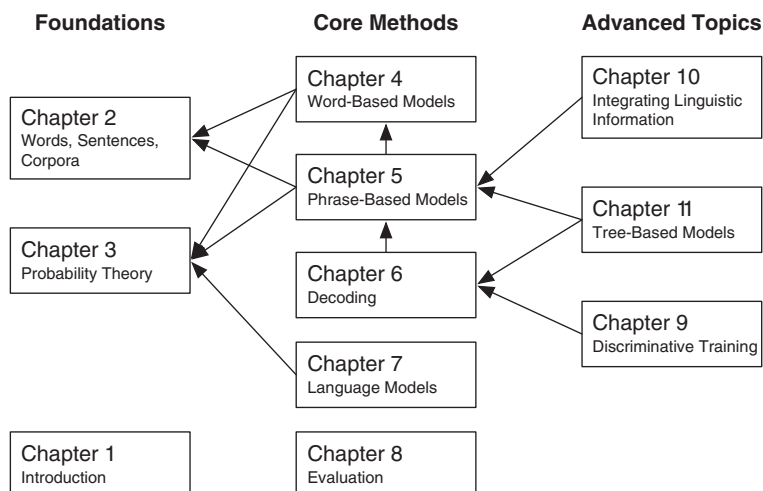 Foundations
Core Methods
Advanced Topics
Chapter 2
Words, Sentences,
Corpora
Chapter 3
Probability Theory
Chapter 1
Introduction
Chapter 4
Word-Based Models
Chapter 5
Phrase-Based Models
Chapter 6
Decoding
Chapter 7
Language Models
Chapter 8
Evaluation
Chapter 10
Integrating Linguistic
Information
Chapter 11
Tree-Based Models
Chapter 9
Discriminative Training